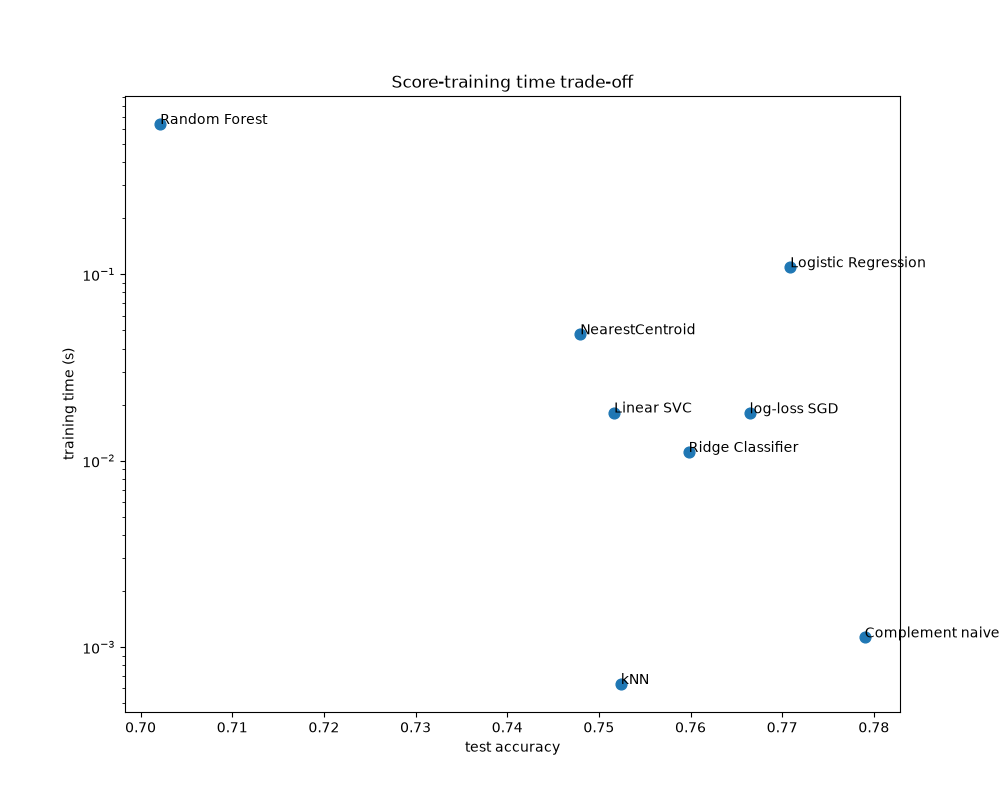 Score-training time trade-off
Random Forest
Logistic Regression
NearestCentroid
Linear SVC
log-loss SGD
Ridge Classifier
Complement naive
kNN
training time (s)
10⁻¹
10⁻²
10⁻³
0.70 0.71 0.72 0.73 0.74 0.75 0.76 0.77 0.78
test accuracy